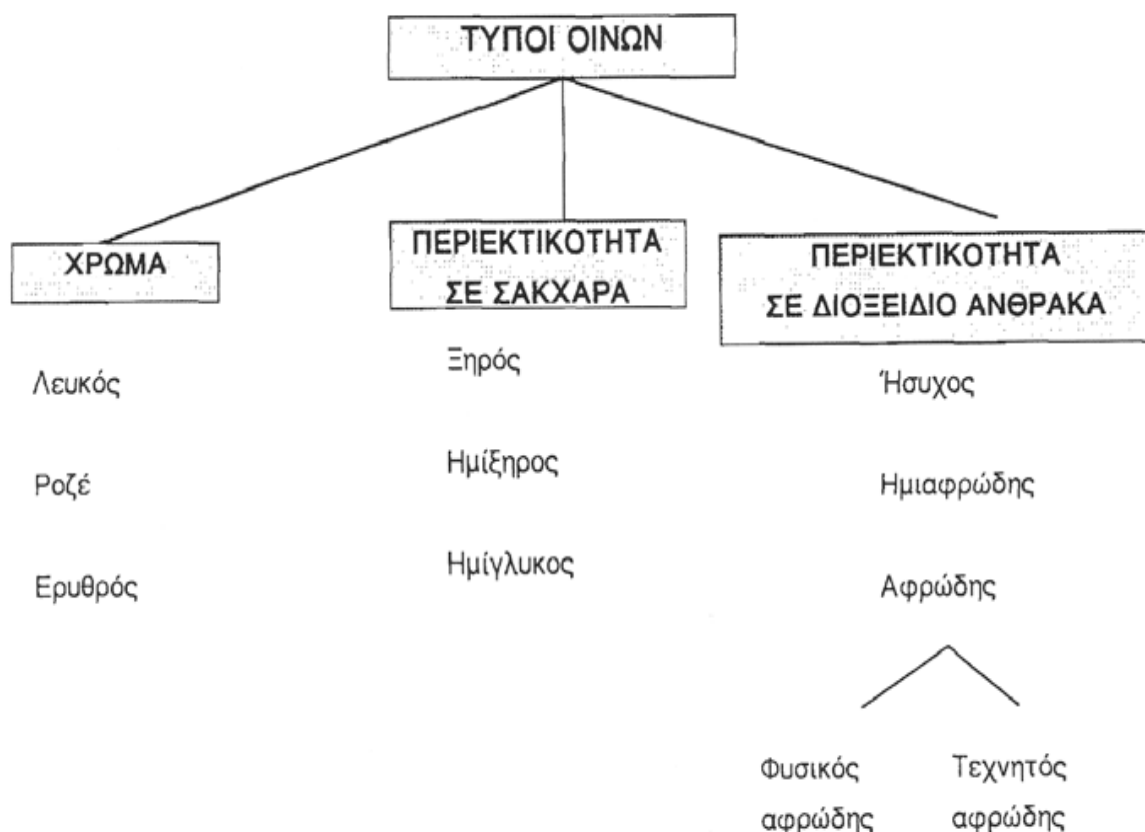 ΤΥΠΟΙ ΟΙΝΩΝ
ΧΡΩΜΑ
Λευκός
Ροζέ
Ερυθρός
ΠΕΡΙΕΚΤΙΚΟΤΗΤΑ
ΣΕ ΣΑΚΧΑΡΑ
Ξηρός
Ημίξηρος
Ημίγλυκος
ΠΕΡΙΕΚΤΙΚΟΤΗΤΑ
ΣΕ ΔΙΟΞΕΙΔΙΟ ΑΝΘΡΑΚΑ
Ήσυχος
Ημιαφρώδης
Αφρώδης
Φυσικός
αφρώδης
Τεχνητός
αφρώδης